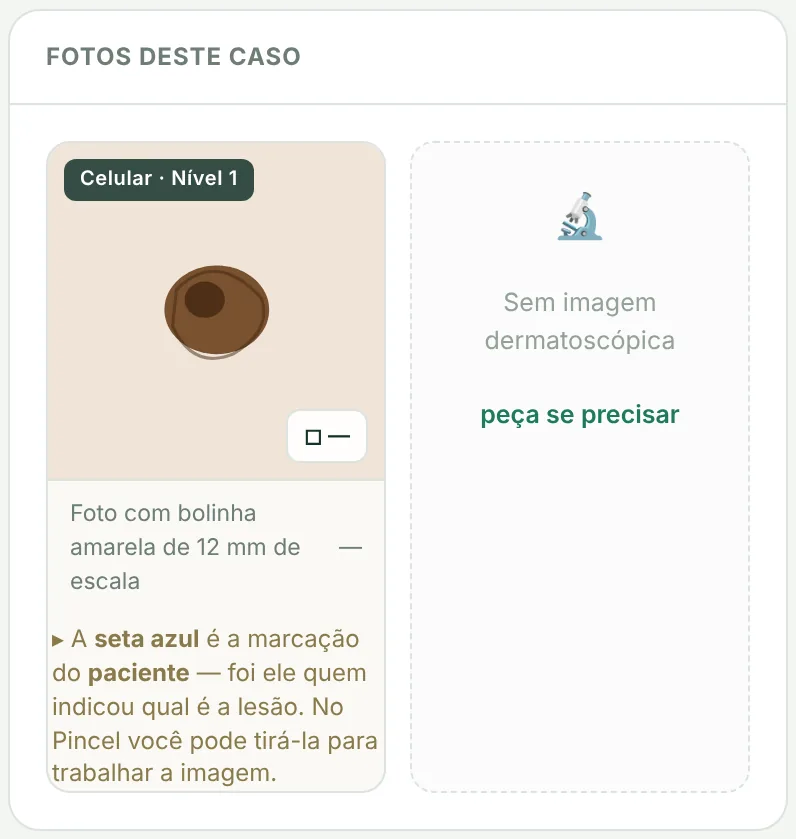 FOTOS DESTE CASO
Celular · Nível 1
Foto com bolinha
amarela de 12 mm de —
escala
▸ A seta azul é a marcação
do paciente — foi ele quem
indicou qual é a lesão. No
Pincel você pode tirá-la para
trabalhar a imagem.
Sem imagem
dermatoscópica
peça se precisar